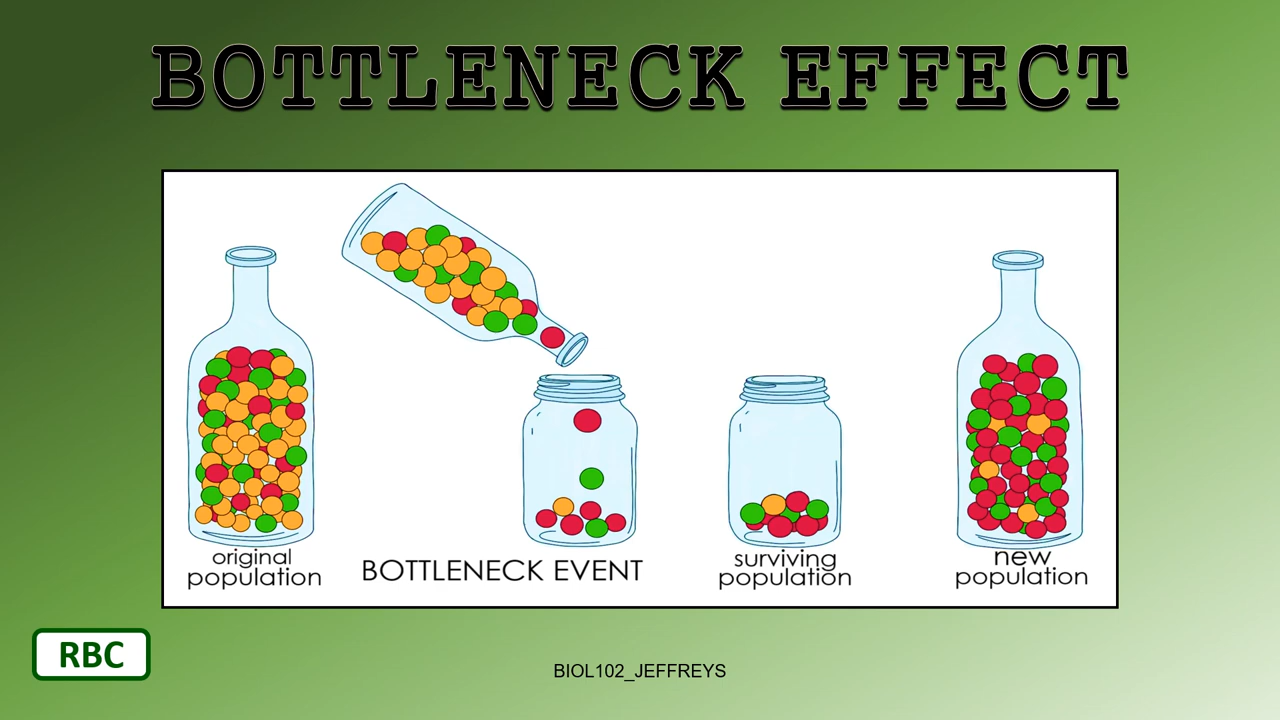 BOTTLENECK EFFECT
original
population
BOTTLENECK EVENT
surviving
population
new
population
RBC
BIOL102_JEFFREYS